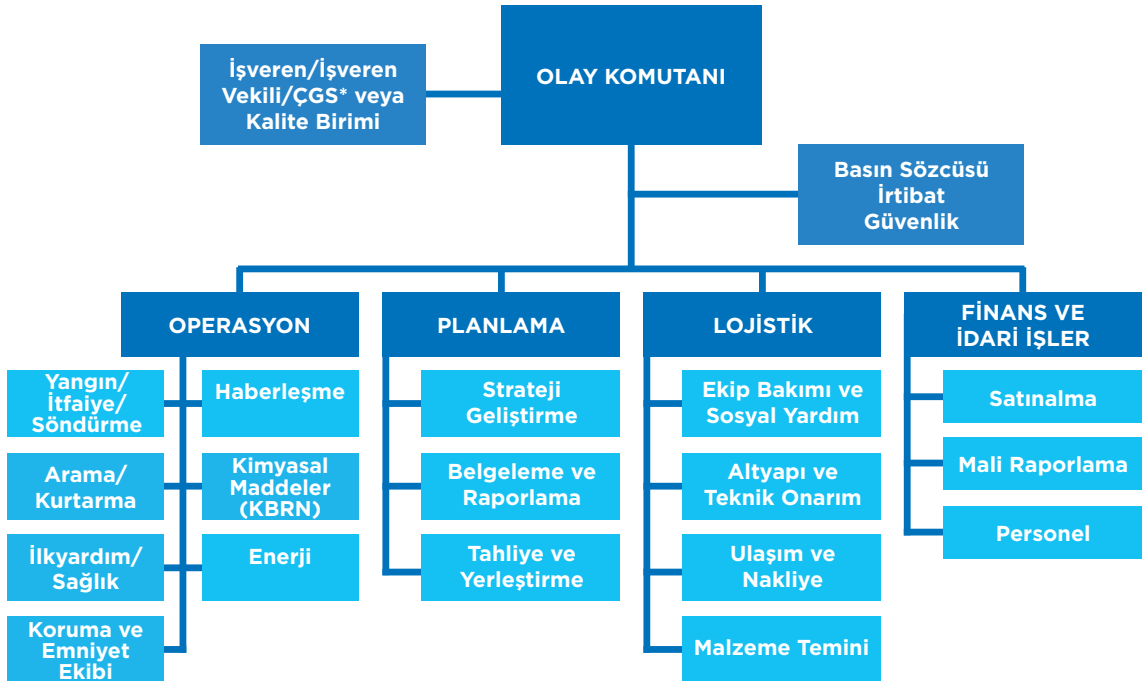 OLAY KOMUTANI
İşveren/İşveren
Vekili/ÇGS* veya
Kalite Birimi
Basın Sözcüsü
İrtibat
Güvenlik
OPERASYON
Yangın/
İtfaiye/
Söndürme
Haberleşme
Arama/
Kurtarma
Kimyasal
Maddeler
(KBRN)
İlkyardım/
Sağlık
Enerji
Koruma ve
Emniyet
Ekibi
PLANLAMA
Strateji
Geliştirme
Belgeleme ve
Raporlama
Tahliye ve
Yerleştirme
LOJİSTİK
Ekip Bakımı ve
Sosyal Yardım
Altyapı ve
Teknik Onarım
Ulaşım ve
Nakliye
Malzeme Temini
FİNANS VE
İDARİ İŞLER
Satınalma
Mali Raporlama
Personel